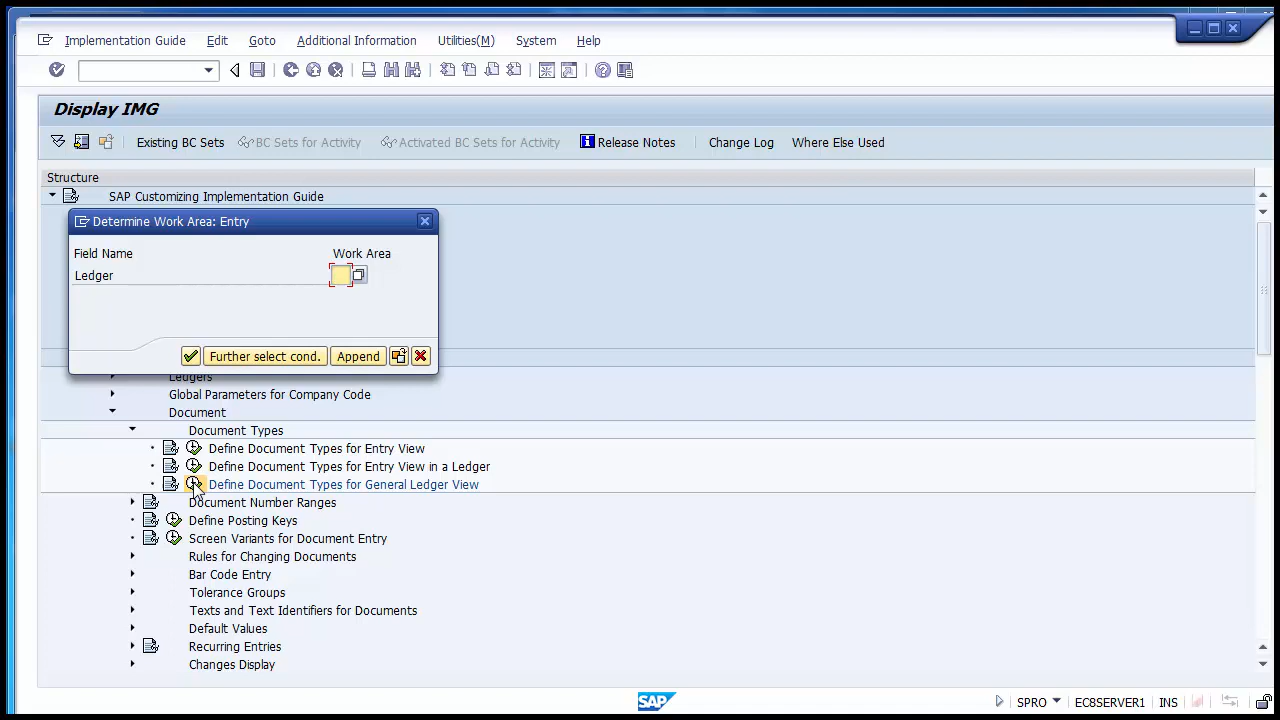 Implementation Guide Edit Goto Additional Information Utilities(M) System Help
Display IMG
Existing BC Sets BC Sets for Activity Activated BC Sets for Activity Release Notes Change Log Where Else Used
Structure
SAP Customizing Implementation Guide
Determine Work Area: Entry
Field Name Work Area
Ledger
Further select cond. Append
Ledgers
Global Parameters for Company Code
Document
Document Types
Define Document Types for Entry View
Define Document Types for Entry View in a Ledger
Define Document Types for General Ledger View
Document Number Ranges
Define Posting Keys
Screen Variants for Document Entry
Rules for Changing Documents
Bar Code Entry
Tolerance Groups
Texts and Text Identifiers for Documents
Default Values
Recurring Entries
Changes Display
SAP SPRO EC8SERVER1 INS